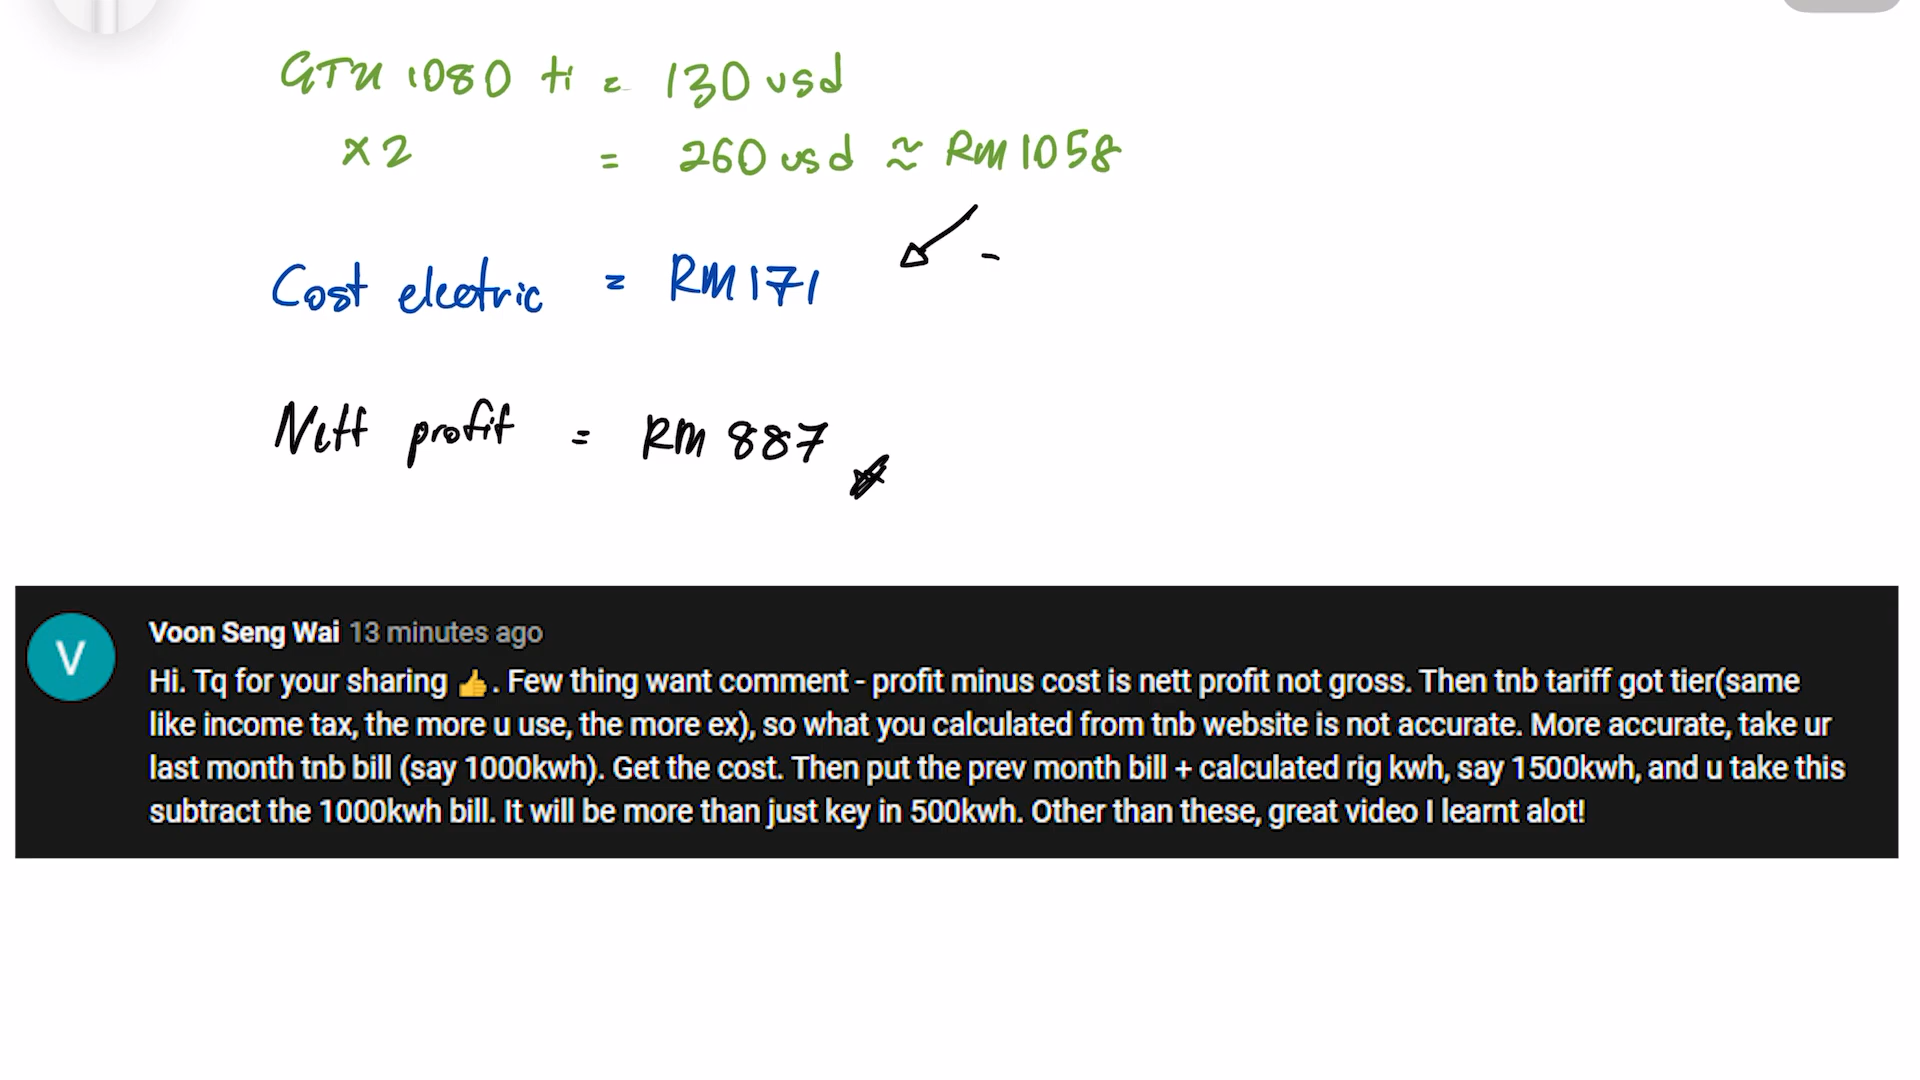 GTX 1080 ti = 130 usd
x2 = 260 usd ≈ RM 1058
Cost electric = RM 171
Nett profit = RM 887
V
Voon Seng Wai 13 minutes ago
Hi. Tq for your sharing 👍. Few thing want comment - profit minus cost is nett profit not gross. Then tnb tariff got tier(same
like income tax, the more u use, the more ex), so what you calculated from tnb website is not accurate. More accurate, take ur
last month tnb bill (say 1000kwh). Get the cost. Then put the prev month bill + calculated rig kwh, say 1500kwh, and u take this
subtract the 1000kwh bill. It will be more than just key in 500kwh. Other than these, great video I learnt alot!